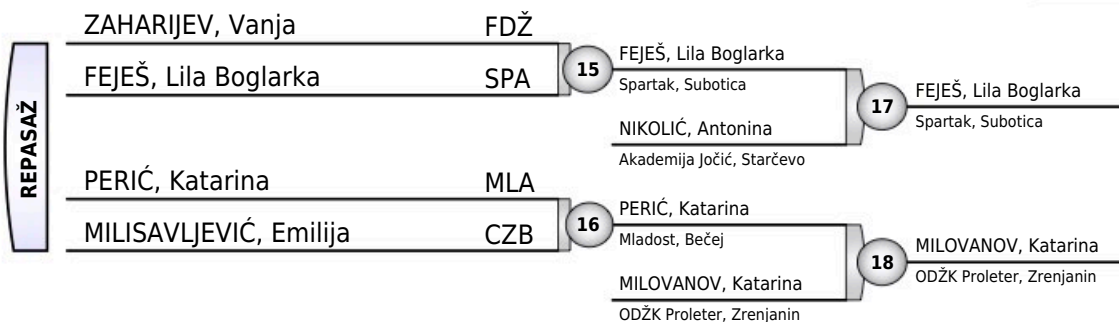 REPASAŽ
ZAHARIJEV, Vanja FDŽ
FEJEŠ, Lila Boglarka SPA
15
FEJEŠ, Lila Boglarka
Spartak, Subotica
NIKOLIĆ, Antonina
Akademija Jočić, Starčevo
17
FEJEŠ, Lila Boglarka
Spartak, Subotica
PERIĆ, Katarina MLA
MILISAVLJEVIĆ, Emilija CZB
16
PERIĆ, Katarina
Mladost, Bečej
MILOVANOV, Katarina
ODŽK Proleter, Zrenjanin
18
MILOVANOV, Katarina
ODŽK Proleter, Zrenjanin